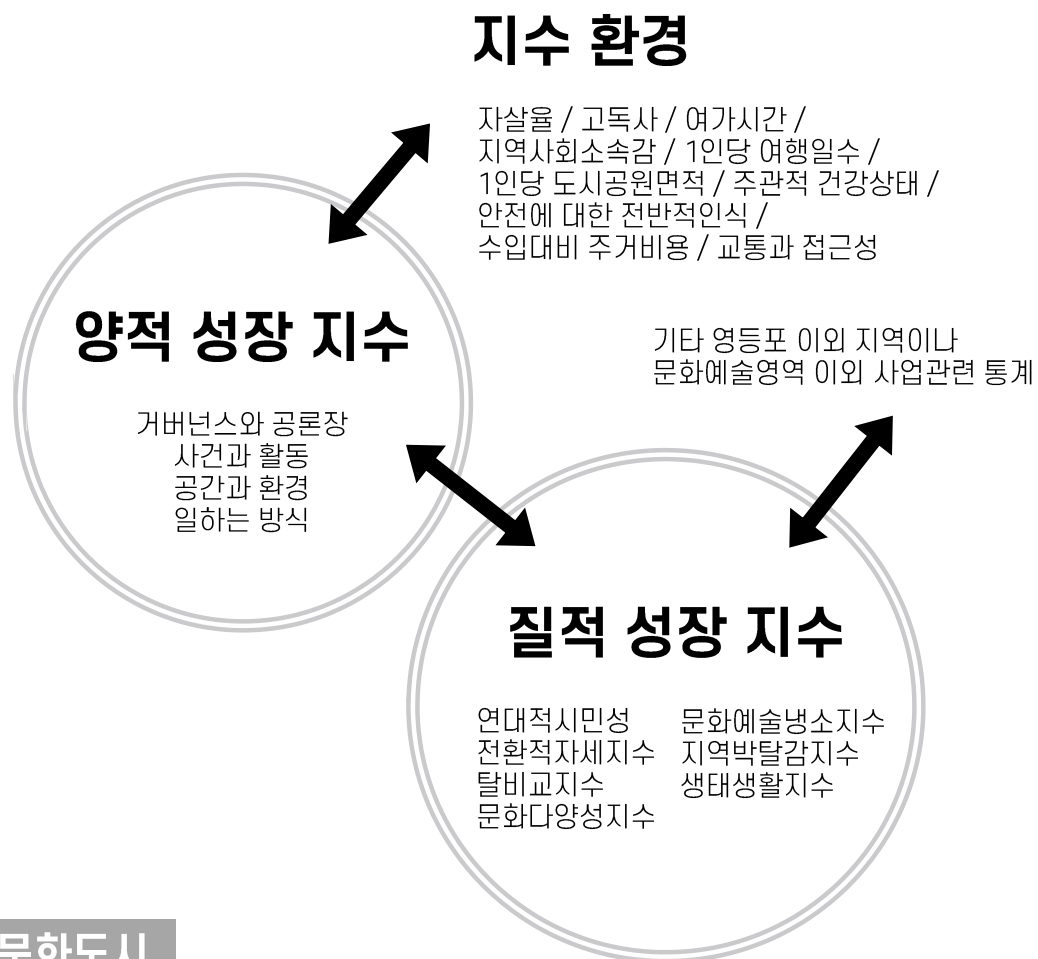 지수 환경
자살율 / 고독사 / 여가시간 /
지역사회소속감 / 1인당 여행일수 /
1인당 도시공원면적 / 주관적 건강상태 /
안전에 대한 전반적인식 /
수입대비 주거비용 / 교통과 접근성
양적 성장 지수
거버넌스와 공론장
사건과 활동
공간과 환경
일하는 방식
기타 영등포 이외 지역이나
문화예술영역 이외 사업관련 통계
질적 성장 지수
연대적시민성
전환적자세지수
탈비교지수
문화다양성지수
문화예술냉소지수
지역박탈감지수
생태생활지수
문화도시